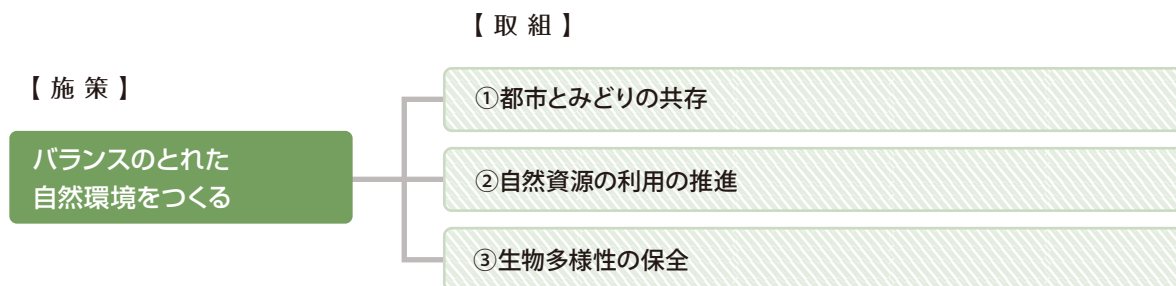 【取組】
【施策】
バランスのとれた
自然環境をつくる
①都市とみどりの共存
②自然資源の利用の推進
③生物多様性の保全